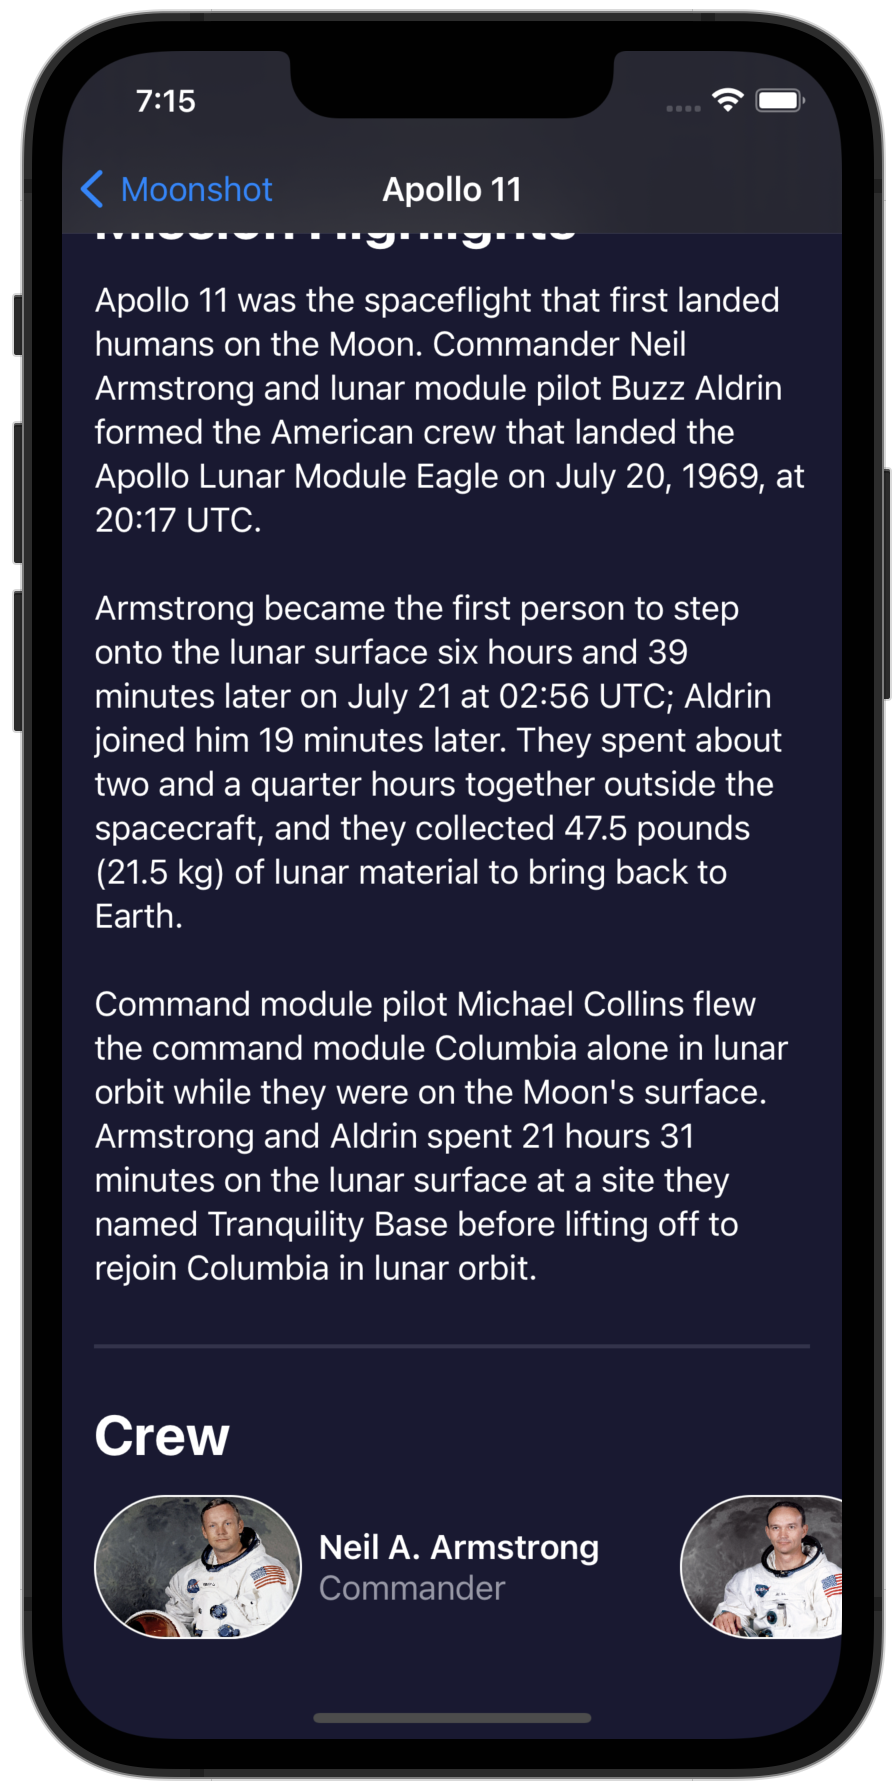 7:15
Moonshot
Apollo 11
Mission Highlights
Apollo 11 was the spaceflight that first landed
humans on the Moon. Commander Neil
Armstrong and lunar module pilot Buzz Aldrin
formed the American crew that landed the
Apollo Lunar Module Eagle on July 20, 1969, at
20:17 UTC.
Armstrong became the first person to step
onto the lunar surface six hours and 39
minutes later on July 21 at 02:56 UTC; Aldrin
joined him 19 minutes later. They spent about
two and a quarter hours together outside the
spacecraft, and they collected 47.5 pounds
(21.5 kg) of lunar material to bring back to
Earth.
Command module pilot Michael Collins flew
the command module Columbia alone in lunar
orbit while they were on the Moon's surface.
Armstrong and Aldrin spent 21 hours 31
minutes on the lunar surface at a site they
named Tranquility Base before lifting off to
rejoin Columbia in lunar orbit.
Crew
Neil A. Armstrong
Commander